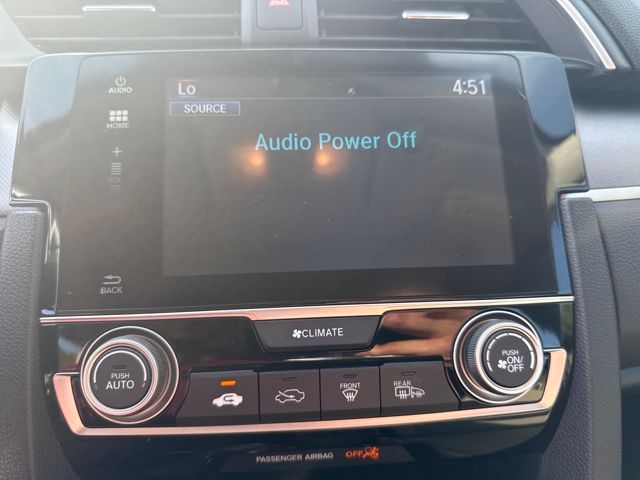 AUDIO
Lo
4:51
SOURCE
HOME
Audio Power Off
VOL
BACK
CLIMATE
PUSH
AUTO
FRONT
REAR
PUSH
ON/
OFF
PASSENGER AIRBAG OFF